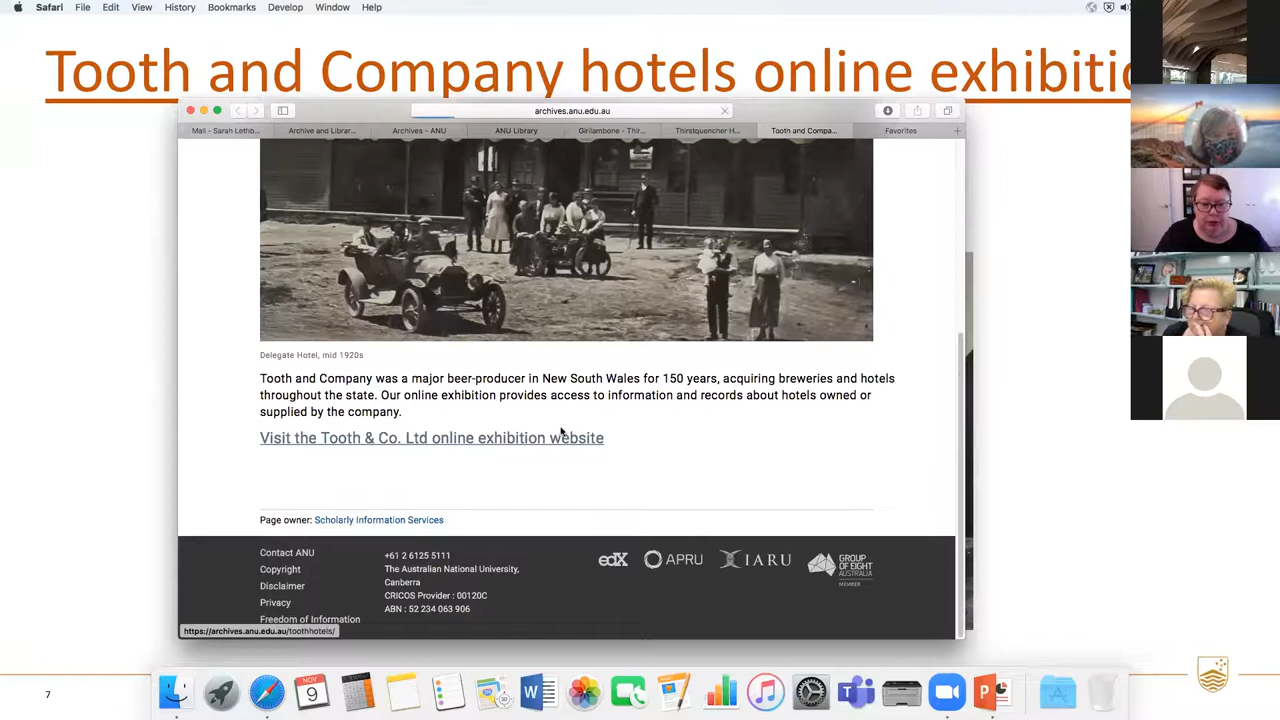 Safari File Edit View History Bookmarks Develop Window Help
Tooth and Company hotels online exhibitio
archives.anu.edu.au
Mail - Sarah Lethb... Archive and Librar... Archives - ANU ANU Library Girilambone - Thir... Thirstquencher H... Tooth and Compa... Favorites
Delegate Hotel, mid 1920s
Tooth and Company was a major beer-producer in New South Wales for 150 years, acquiring breweries and hotels
throughout the state. Our online exhibition provides access to information and records about hotels owned or
supplied by the company.
Visit the Tooth & Co. Ltd online exhibition website
Page owner: Scholarly Information Services
Contact ANU
Copyright
Disclaimer
Privacy
Freedom of Information
+61 2 6125 5111
The Australian National University,
Canberra
CRICOS Provider : 00120C
ABN : 52 234 063 906
edX APRU IARU GROUP
OF EIGHT
AUSTRALIA
MEMBER
https://archives.anu.edu.au/toothhotels/
7
NOV
9